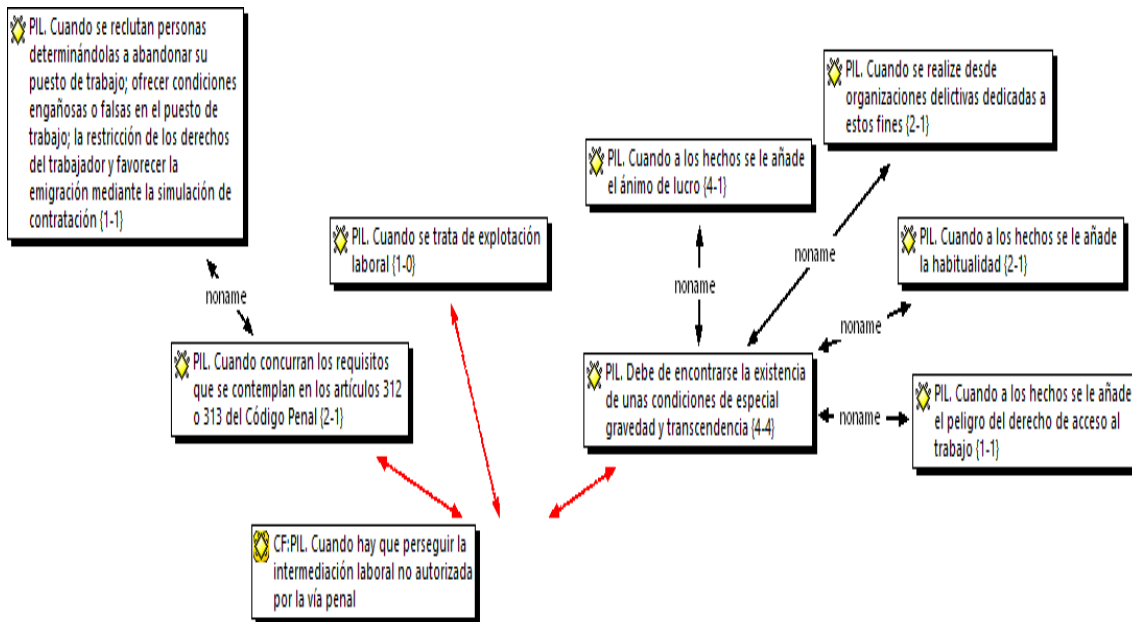 PIL. Cuando se reclutan personas
determinándolas a abandonar su
puesto de trabajo; ofrecer condiciones
engañosas o falsas en el puesto de
trabajo; la restricción de los derechos
del trabajador y favorecer la
emigración mediante la simulación de
contratación {1-1}
PIL. Cuando se realize desde
organizaciones delictivas dedicadas a
estos fines {2-1}
PIL. Cuando a los hechos se le añade
el ánimo de lucro {4-1}
PIL. Cuando se trata de explotación
laboral {1-0}
PIL. Cuando a los hechos se le añade
la habitualidad {2-1}
noname
noname
noname
noname
PIL. Cuando concurran los requisitos
que se contemplan en los artículos 312
o 313 del Código Penal {2-1}
PIL. Debe de encontrarse la existencia
de unas condiciones de especial
gravedad y transcendencia {4-4}
noname
PIL. Cuando a los hechos se le añade
el peligro del derecho de acceso al
trabajo {1-1}
CF:PIL. Cuando hay que perseguir la
intermediación laboral no autorizada
por la vía penal